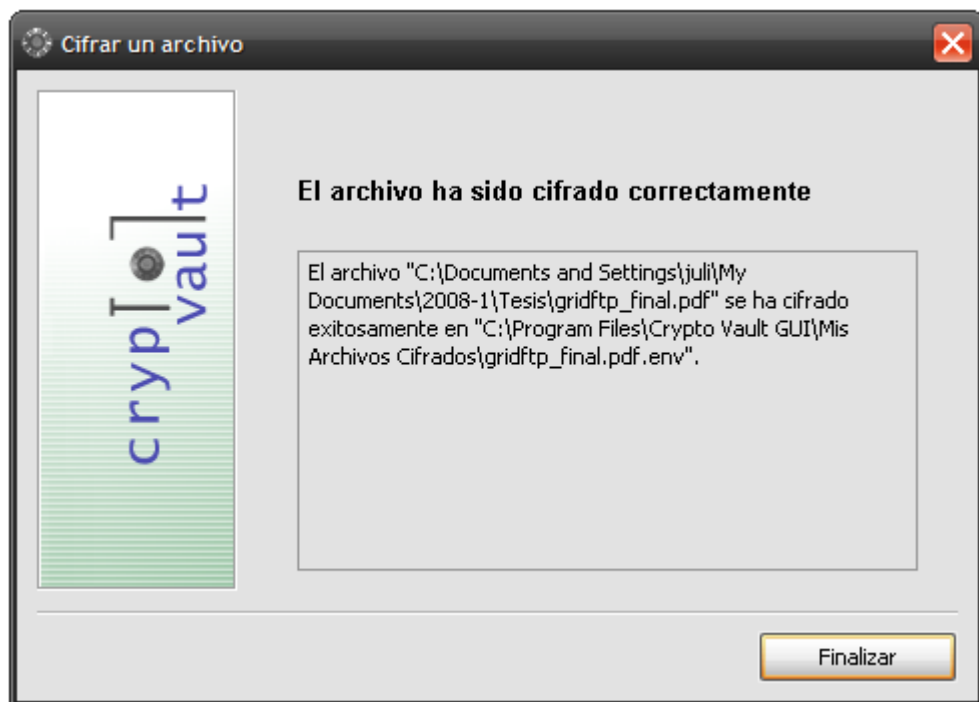 Cifrar un archivo
crypto
vault
El archivo ha sido cifrado correctamente
El archivo "C:\Documents and Settings\juli\My
Documents\2008-1\Tesis\gridftp_final.pdf" se ha cifrado
exitosamente en "C:\Program Files\Crypto Vault GUI\Mis
Archivos Cifrados\gridftp_final.pdf.env".
Finalizar